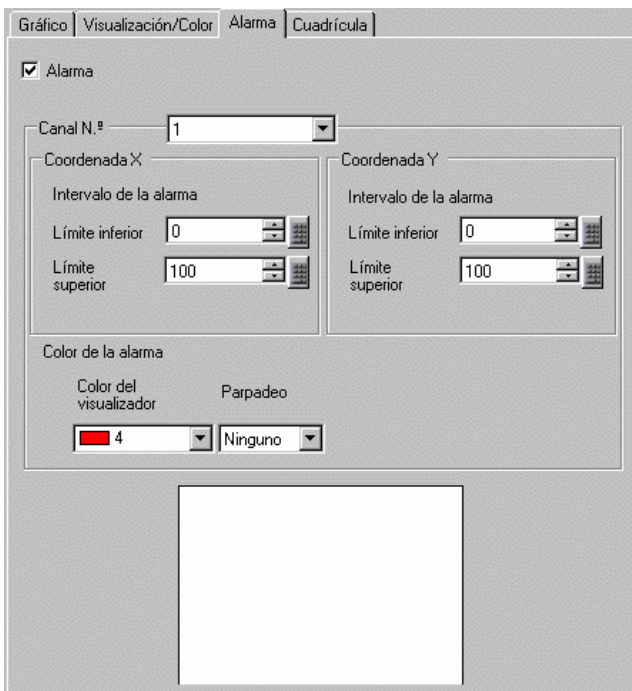 Gráfico Visualización/Color Alarma Cuadrícula
Alarma
Canal N.º 1
Coordenada X
Intervalo de la alarma
Límite inferior 0
Límite
superior 100
Coordenada Y
Intervalo de la alarma
Límite inferior 0
Límite
superior 100
Color de la alarma
Color del
visualizador
4
Parpadeo
Ninguno